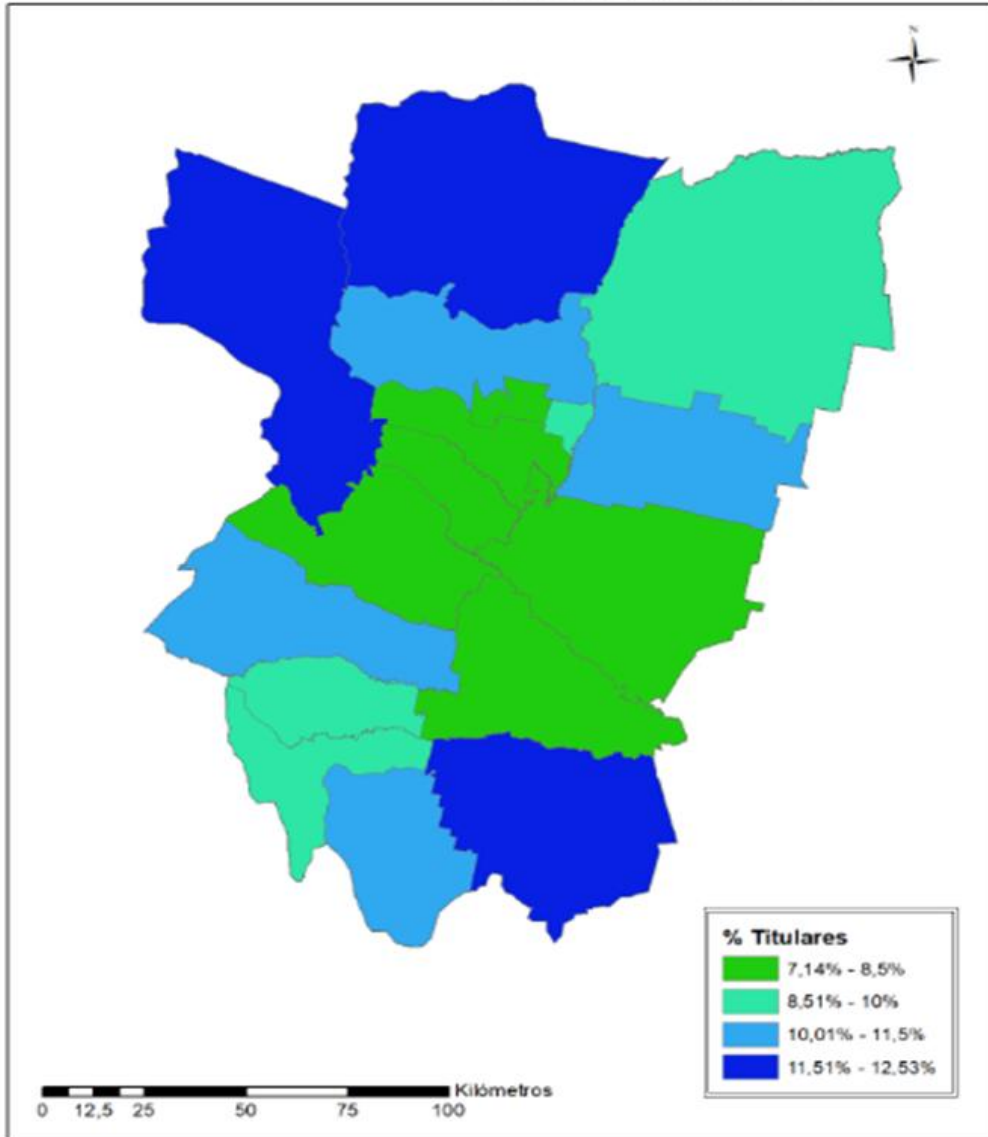 N
% Titulares
7,14% - 8,5%
8,51% - 10%
10,01% - 11,5%
11,51% - 12,53%
Kilómetros
0 12,5 25 50 75 100